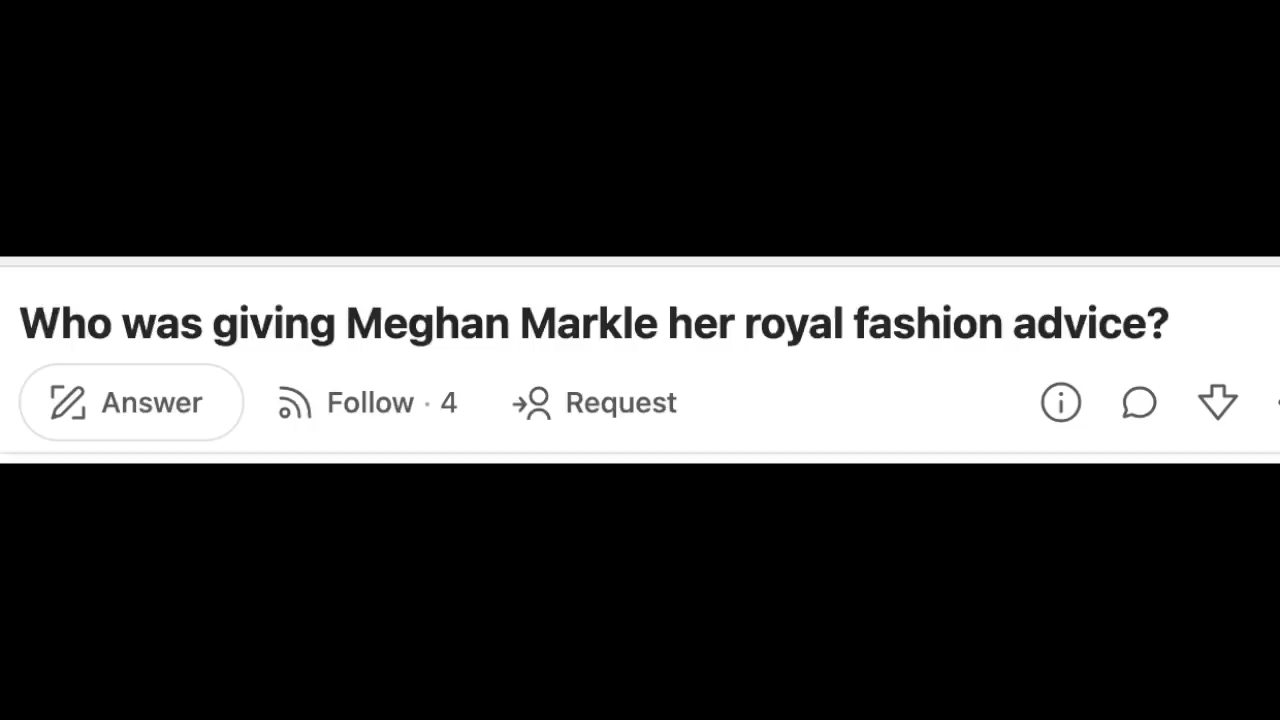 Who was giving Meghan Markle her royal fashion advice?
Answer Follow · 4 Request